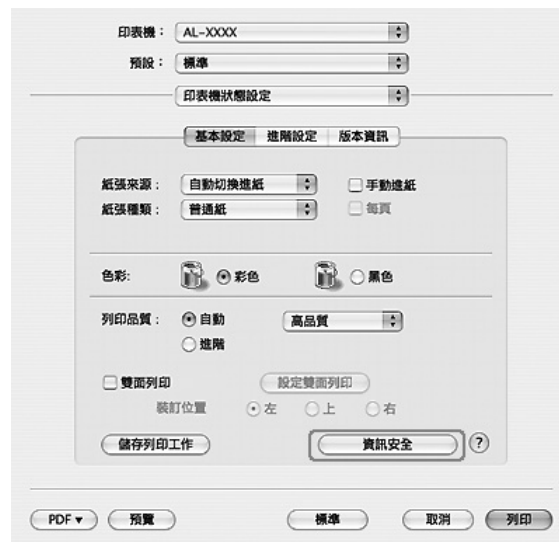 印表機： AL-XXXX
預設： 標準
印表機狀態設定
基本設定 進階設定 版本資訊
紙張來源： 自動切換進紙 手動進紙
紙張種類： 普通紙 每頁
色彩: 彩色 黑色
列印品質： 自動 高品質
進階
雙面列印 設定雙面列印
裝訂位置 左 上 右
儲存列印工作 資訊安全 ?
PDF 預覽 標準 取消 列印